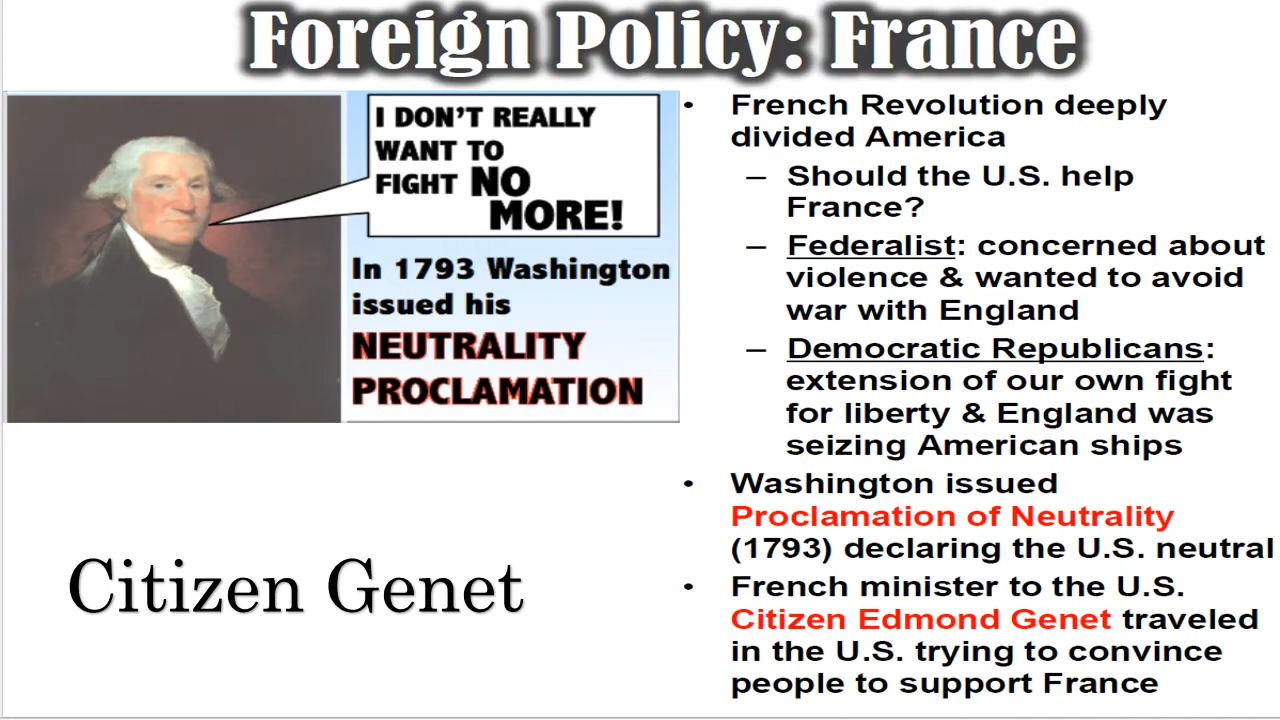 Foreign Policy: France
I DON'T REALLY
WANT TO
FIGHT NO
MORE!
In 1793 Washington
issued his
NEUTRALITY
PROCLAMATION
Citizen Genet
• French Revolution deeply
divided America
– Should the U.S. help
France?
– Federalist: concerned about
violence & wanted to avoid
war with England
– Democratic Republicans:
extension of our own fight
for liberty & England was
seizing American ships
• Washington issued
Proclamation of Neutrality
(1793) declaring the U.S. neutral
• French minister to the U.S.
Citizen Edmond Genet traveled
in the U.S. trying to convince
people to support France